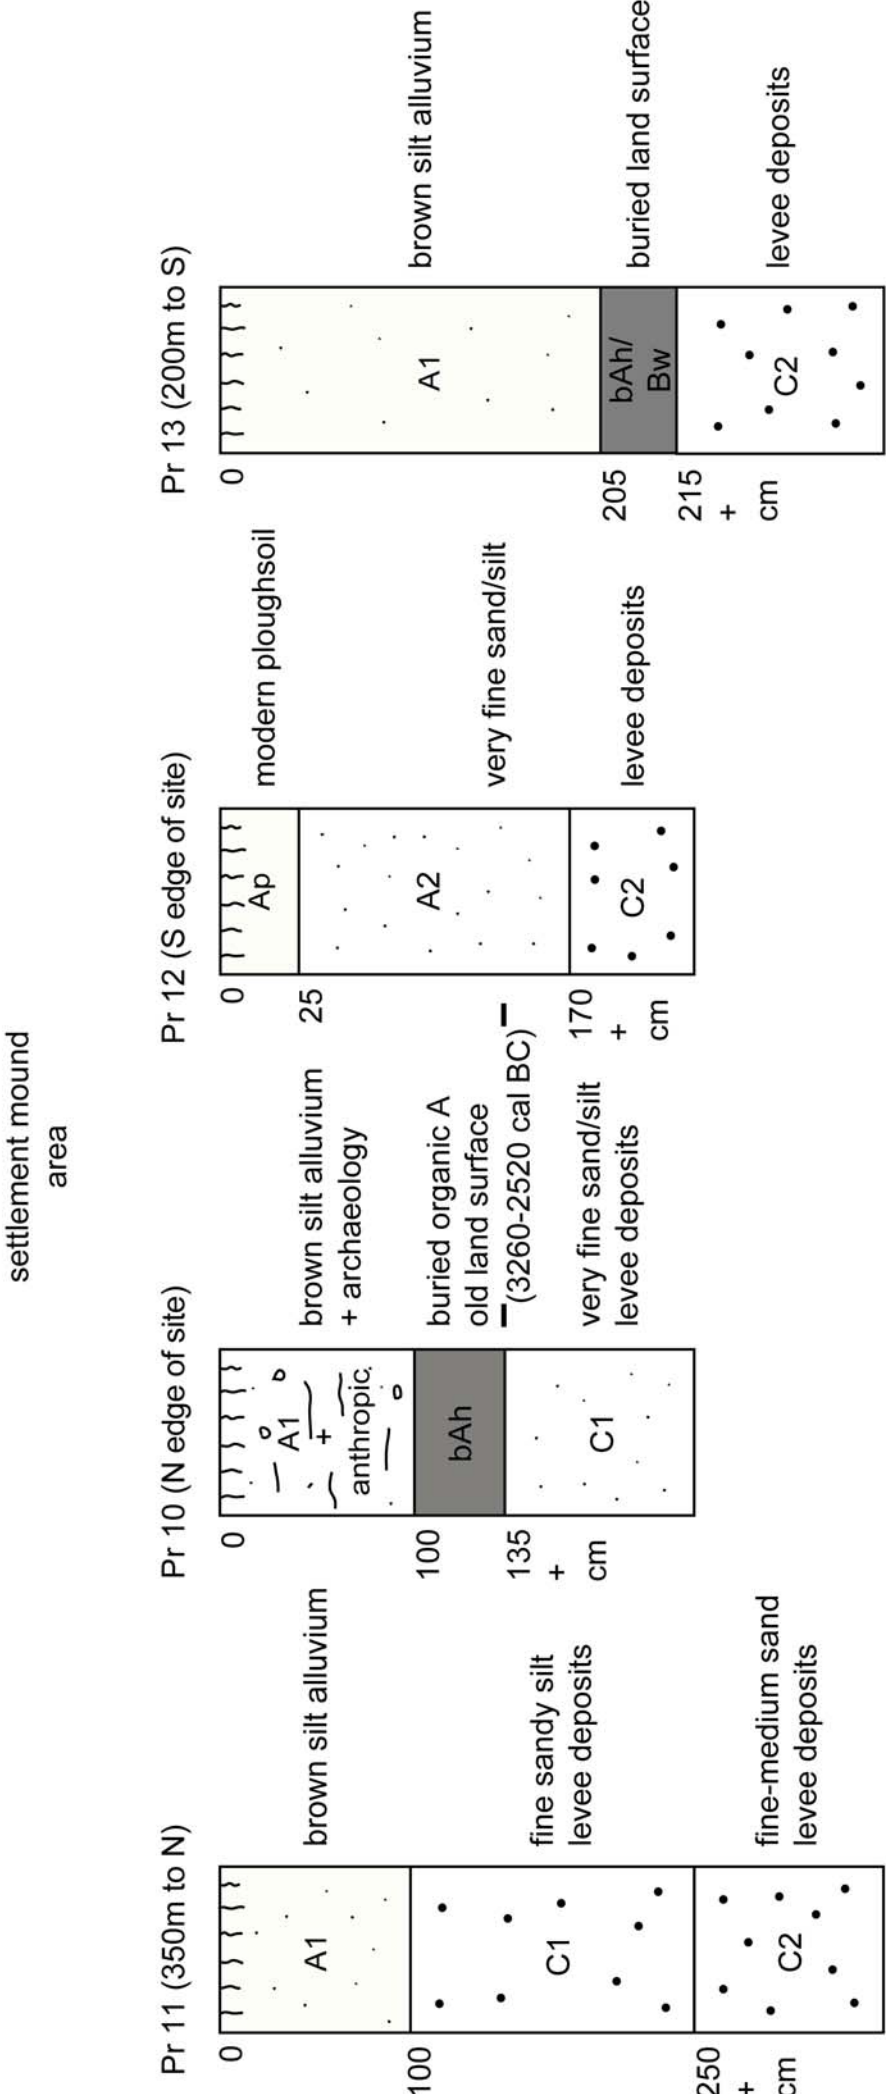 settlement mound
area
Pr 11 (350m to N)
0
A1
brown silt alluvium
100
C1
fine sandy silt
levee deposits
250
+
cm
C2
fine-medium sand
levee deposits
Pr 10 (N edge of site)
0
A1
+
anthropic
brown silt alluvium
+ archaeology
100
bAh
buried organic A
old land surface
(3260-2520 cal BC)
135
+
cm
C1
very fine sand/silt
levee deposits
Pr 12 (S edge of site)
0
Ap
modern ploughsoil
25
A2
very fine sand/silt
170
+
cm
C2
levee deposits
Pr 13 (200m to S)
0
A1
brown silt alluvium
205
bAh/
Bw
buried land surface
215
+
cm
C2
levee deposits